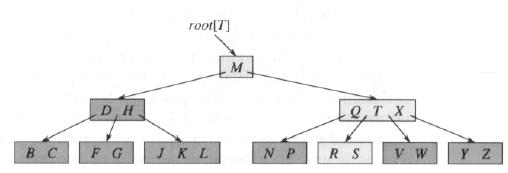 root[T]
M
D H
Q T X
B C
F G
J K L
N P
R S
V W
Y Z